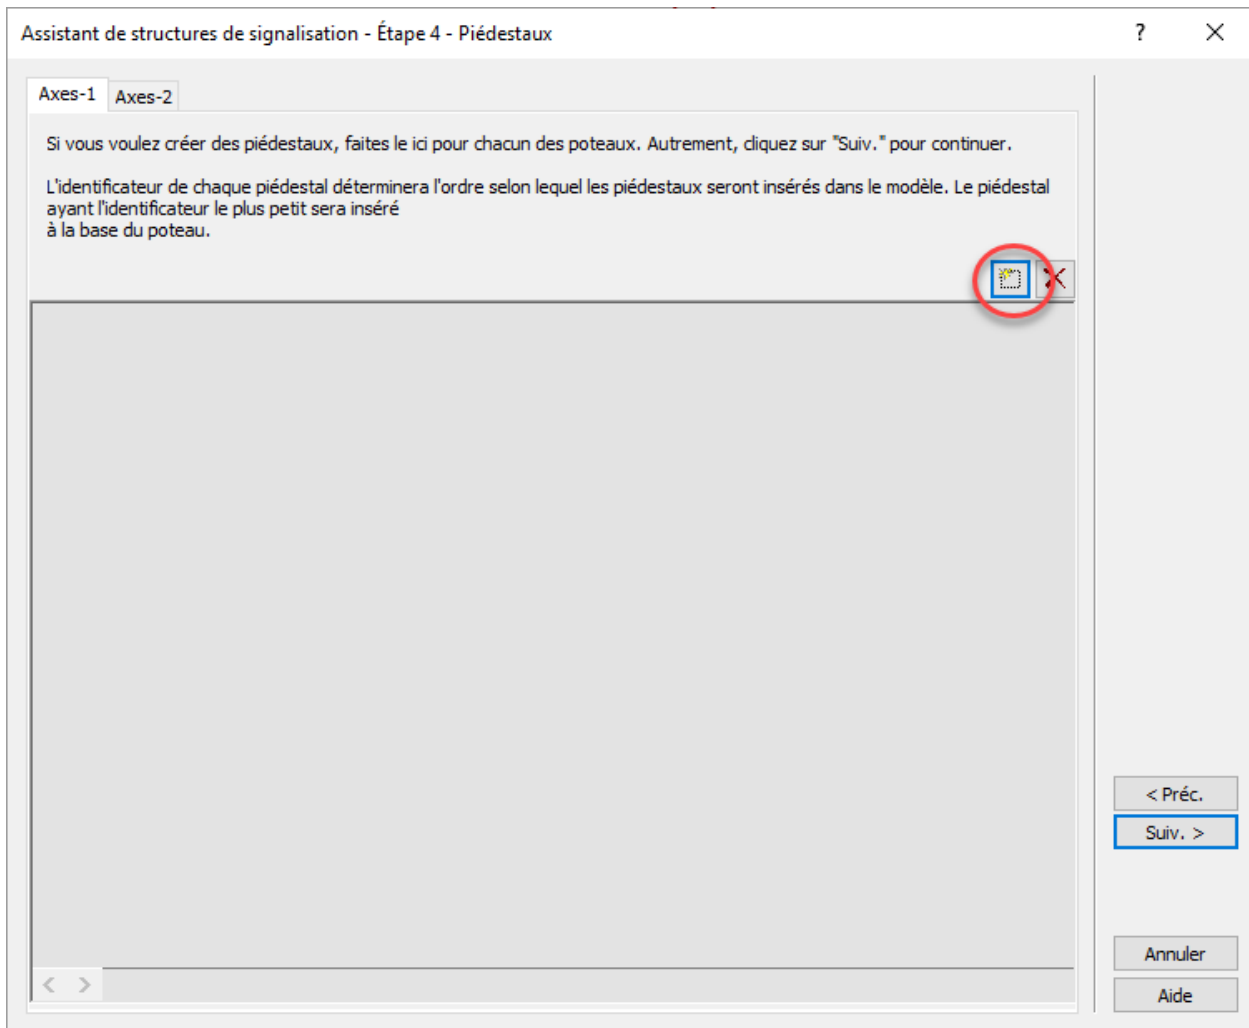 Assistant de structures de signalisation - Étape 4 - Piédestaux
?
Axes-1
Axes-2
Si vous voulez créer des piédestaux, faites le ici pour chacun des poteaux. Autrement, cliquez sur "Suiv." pour continuer.
L'identificateur de chaque piédestal déterminera l'ordre selon lequel les piédestaux seront insérés dans le modèle. Le piédestal
ayant l'identificateur le plus petit sera inséré
à la base du poteau.
< Préc.
Suiv. >
Annuler
Aide